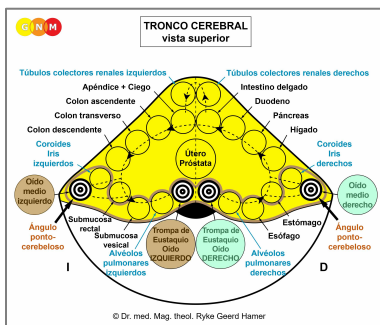 G N M
TRONCO CEREBRAL
vista superior
Túbulos colectores renales izquierdos
Túbulos colectores renales derechos
Apéndice + Ciego
Intestino delgado
Colon ascendente
Duodeno
Colon transverso
Páncreas
Colon descendente
Hígado
Coroides
Iris
izquierdos
Coroides
Iris
derechos
Útero
Próstata
Oído
medio
izquierdo
Oído
medio
derecho
Submucosa
rectal
Submucosa
vesical
Estómago
Esófago
Ángulo
ponto-
cerebeloso
Ángulo
ponto-
cerebeloso
Trompa de
Eustaquio
Oído
IZQUIERDO
Trompa de
Eustaquio
Oído
DERECHO
Alvéolos
pulmonares
izquierdos
Alvéolos
pulmonares
derechos
I
D
© Dr. med. Mag. theol. Ryke Geerd Hamer